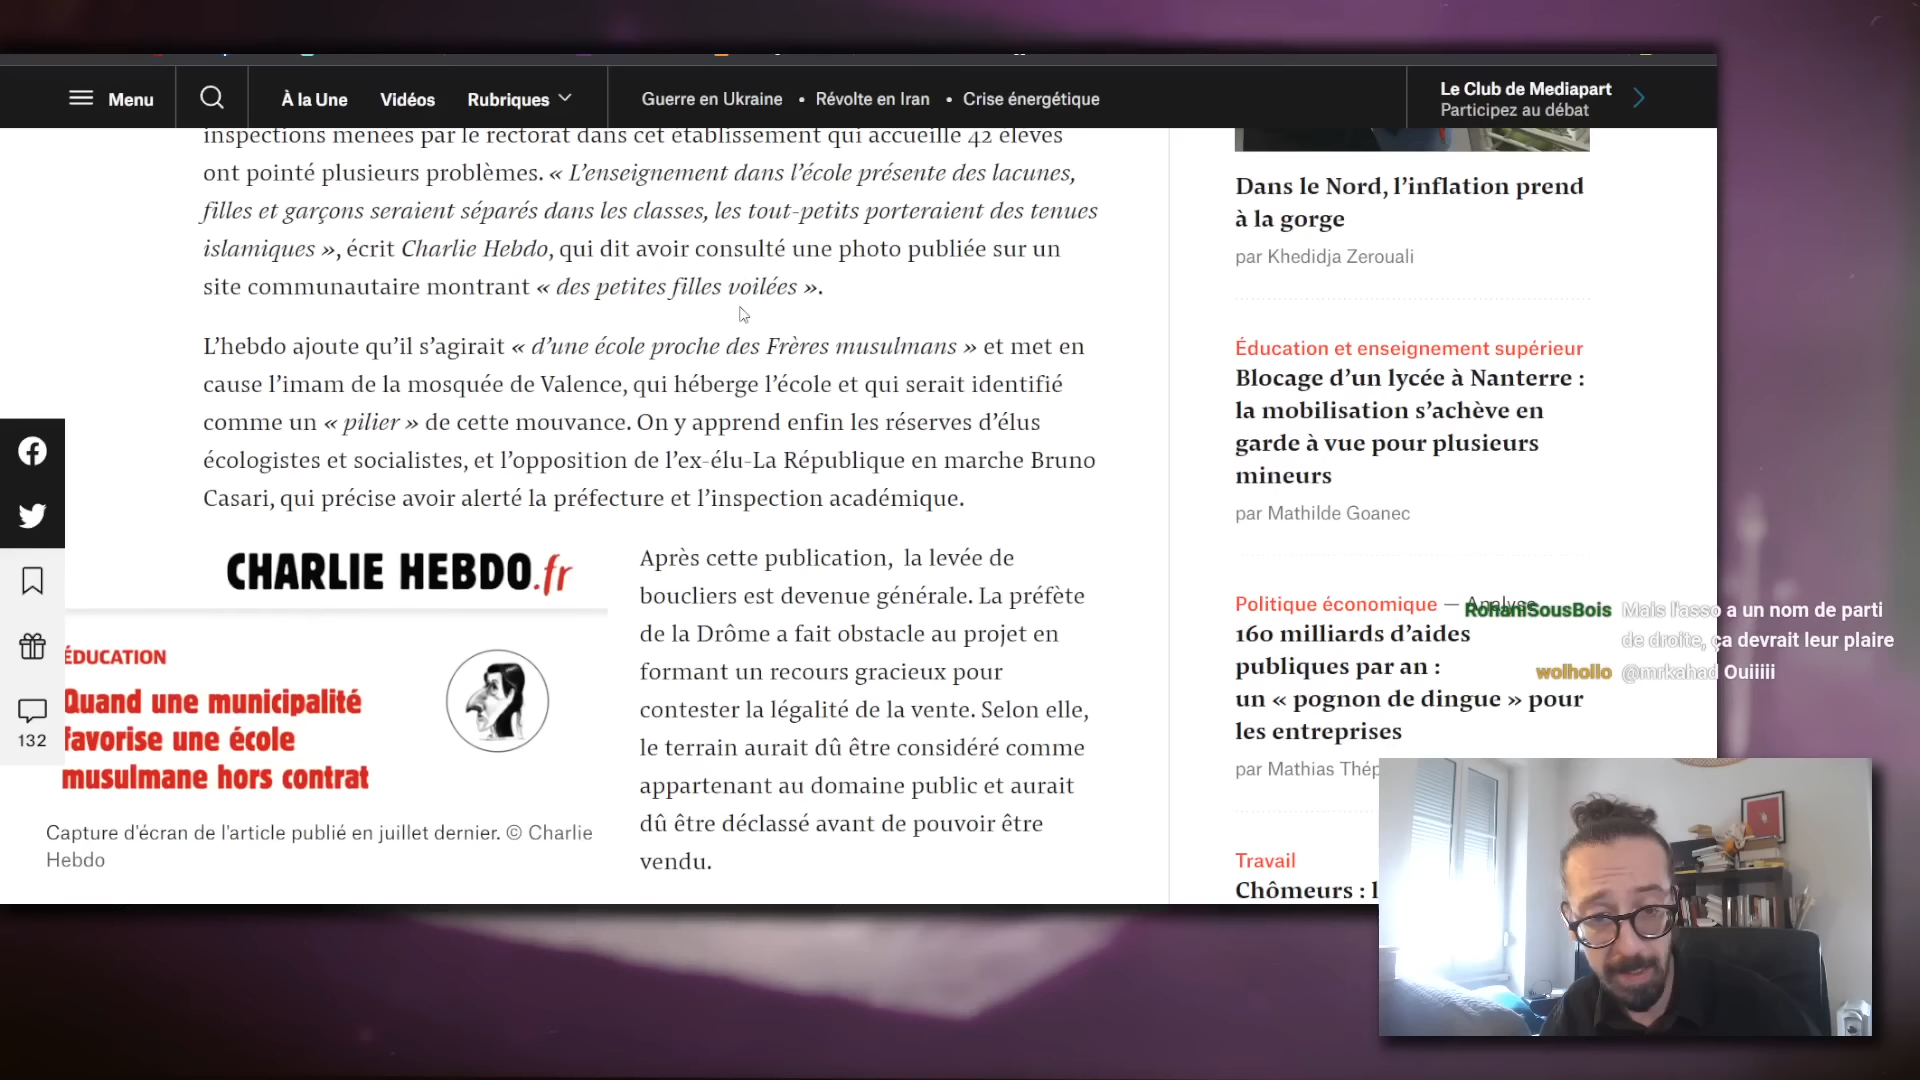 Menu
À la Une
Vidéos
Rubriques
Guerre en Ukraine • Révolte en Iran • Crise énergétique
Le Club de Mediapart
Participez au débat
inspections menées par le rectorat dans cet établissement qui accueille 42 élèves
ont pointé plusieurs problèmes. « L’enseignement dans l’école présente des lacunes,
filles et garçons seraient séparés dans les classes, les tout-petits porteraient des tenues
islamiques », écrit Charlie Hebdo, qui dit avoir consulté une photo publiée sur un
site communautaire montrant « des petites filles voilées ».
L’hebdo ajoute qu’il s’agirait « d’une école proche des Frères musulmans » et met en
cause l’imam de la mosquée de Valence, qui héberge l’école et qui serait identifié
comme un « pilier » de cette mouvance. On y apprend enfin les réserves d’élus
écologistes et socialistes, et l’opposition de l’ex-élu-La République en marche Bruno
Casari, qui précise avoir alerté la préfecture et l’inspection académique.
CHARLIE HEBDO.fr
ÉDUCATION
Quand une municipalité
favorise une école
musulmane hors contrat
Capture d'écran de l'article publié en juillet dernier. © Charlie
Hebdo
132
Après cette publication, la levée de
boucliers est devenue générale. La préfète
de la Drôme a fait obstacle au projet en
formant un recours gracieux pour
contester la légalité de la vente. Selon elle,
le terrain aurait dû être considéré comme
appartenant au domaine public et aurait
dû être déclassé avant de pouvoir être
vendu.
Dans le Nord, l’inflation prend
à la gorge
par Khedidja Zerouali
Éducation et enseignement supérieur
Blocage d’un lycée à Nanterre :
la mobilisation s’achève en
garde à vue pour plusieurs
mineurs
par Mathilde Goanec
Politique économique — Analyse
160 milliards d’aides
publiques par an :
un « pognon de dingue » pour
les entreprises
par Mathias Thép
Travail
Chômeurs : l
RohaniSousBois Mais l'asso a un nom de parti
de droite, ça devrait leur plaire
wolhollo @mrkahad Ouiiiii